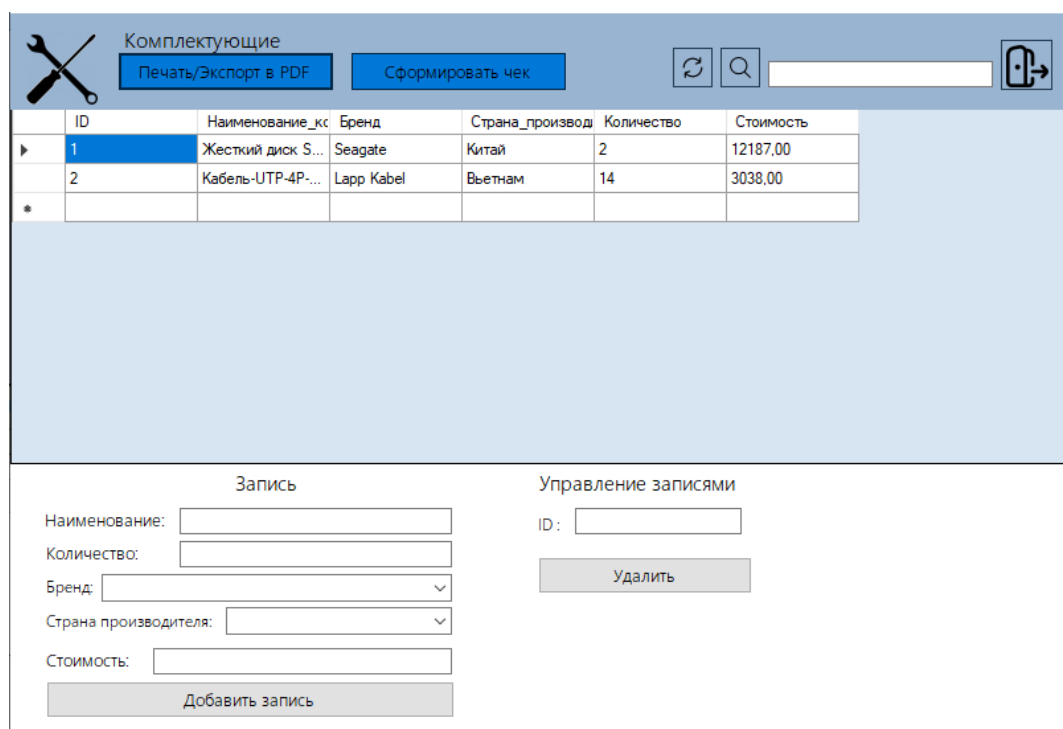 Комплектующие
Печать/Экспорт в PDF Сформировать чек
ID Наименование_кс Бренд Страна_производи Количество Стоимость
1 Жесткий диск S... Seagate Китай 2 12187,00
2 Кабель-UTP-4P-... Lapp Kabel Вьетнам 14 3038,00
Запись Управление записями
Наименование: ID :
Количество:
Бренд: Удалить
Страна производителя:
Стоимость:
Добавить запись